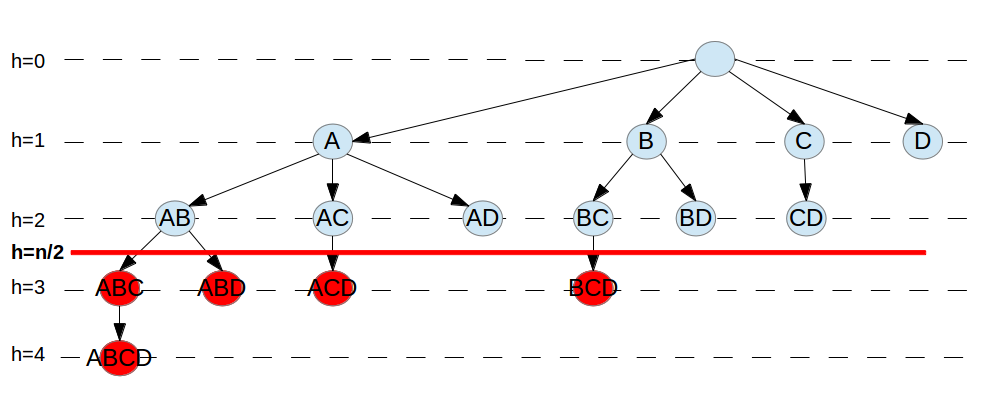 h=0
h=1 A B C D
h=2 AB AC AD BC BD CD
h=n/2
h=3 ABC ABD ACD BCD
h=4 ABCD